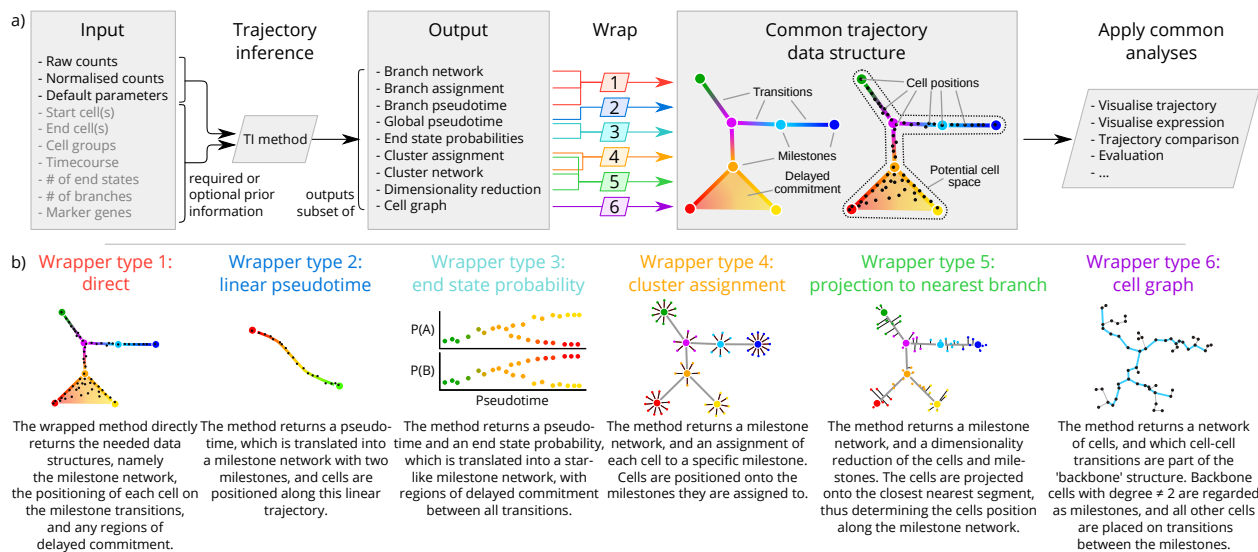 a)
Input
- Raw counts
- Normalised counts
- Default parameters
- Start cell(s)
- End cell(s)
- Cell groups
- Timecourse
- # of end states
- # of branches
- Marker genes
Trajectory
inference
TI method
required or
optional prior
information
outputs
subset of
Output
- Branch network
- Branch assignment
- Branch pseudotime
- Global pseudotime
- End state probabilities
- Cluster assignment
- Cluster network
- Dimensionality reduction
- Cell graph
Wrap
1
2
3
4
5
6
Common trajectory
data structure
Transitions
Milestones
Delayed
commitment
Cell positions
Potential cell
space
Apply common
analyses
- Visualise trajectory
- Visualise expression
- Trajectory comparison
- Evaluation
- ...
b)
Wrapper type 1:
direct
The wrapped method directly
returns the needed data
structures, namely
the milestone network,
the positioning of each cell on
the milestone transitions,
and any regions of
delayed commitment.
Wrapper type 2:
linear pseudotime
The method returns a pseudo-
time, which is translated into
a milestone network with two
milestones, and cells are
positioned along this linear
trajectory.
Wrapper type 3:
end state probability
P(A)
P(B)
Pseudotime
The method returns a pseudo-
time and an end state probability,
which is translated into a star-
like milestone network, with
regions of delayed commitment
between all transitions.
Wrapper type 4:
cluster assignment
The method returns a milestone
network, and an assignment of
each cell to a specific milestone.
Cells are positioned onto the
milestones they are assigned to.
Wrapper type 5:
projection to nearest branch
The method returns a milestone
network, and a dimensionality
reduction of the cells and mile-
stones. The cells are projected
onto the closest nearest segment,
thus determining the cells position
along the milestone network.
Wrapper type 6:
cell graph
The method returns a network
of cells, and which cell-cell
transitions are part of the
'backbone' structure. Backbone
cells with degree ≠ 2 are regarded
as milestones, and all other cells
are placed on transitions
between the milestones.